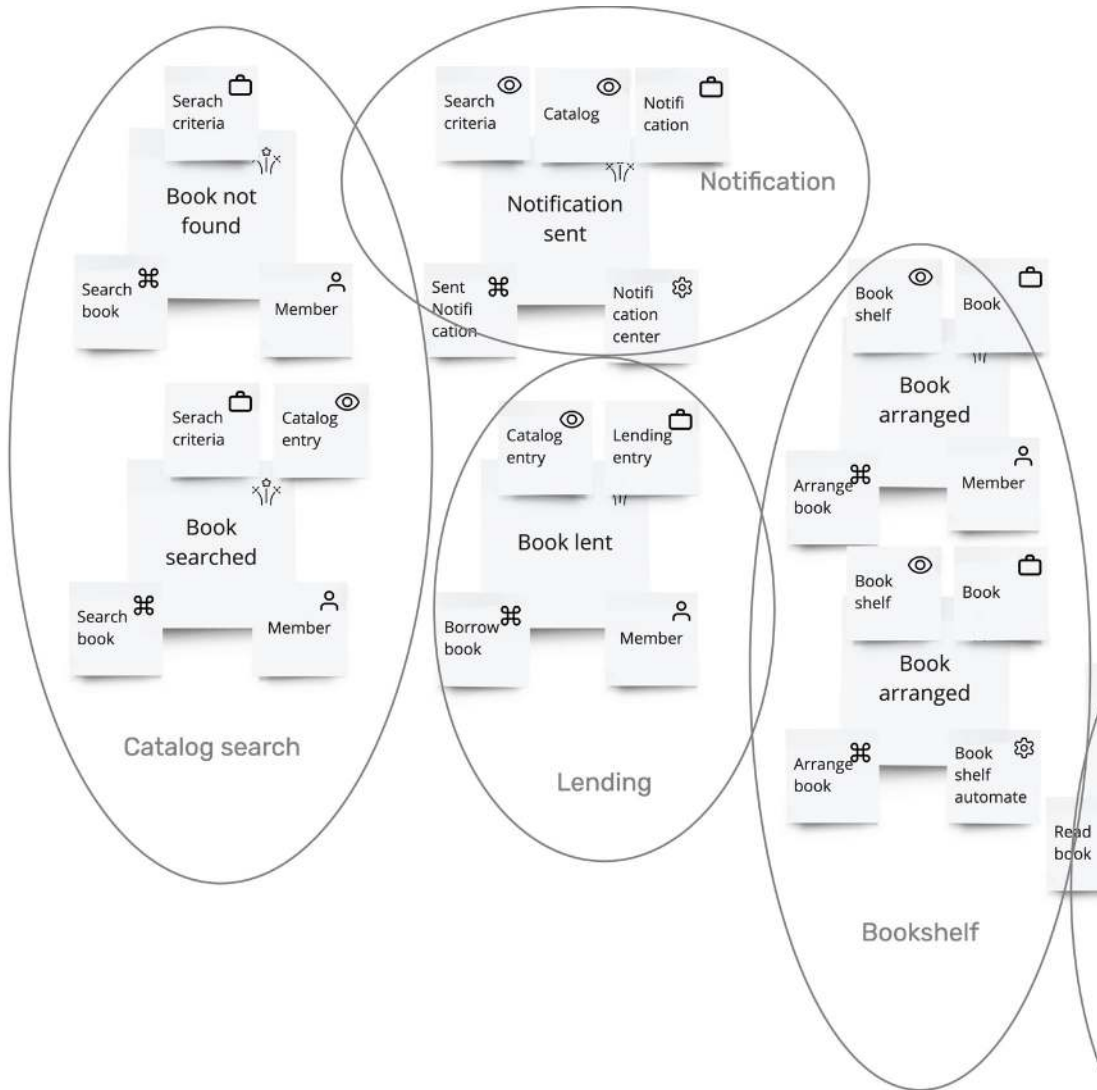 Serach
criteria
Book not
found
Search
book
Member
Serach
criteria
Catalog
entry
Book
searched
Search
book
Member
Catalog search
Search
criteria
Catalog
Notifi
cation
Notification
Notification
sent
Sent
Notifi
cation
Notifi
cation
center
Catalog
entry
Lending
entry
Book lent
Borrow
book
Member
Lending
Book
shelf
Book
Book
arranged
Arrange
book
Member
Book
shelf
Book
Book
arranged
Arrange
book
Book
shelf
automate
Bookshelf
Read
book